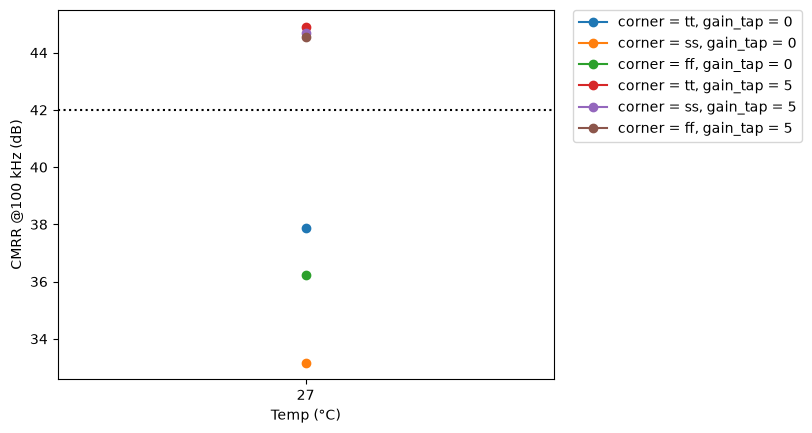 44
42
40
38
36
34
CMRR @100 kHz (dB)
27
Temp (°C)
corner = tt, gain_tap = 0
corner = ss, gain_tap = 0
corner = ff, gain_tap = 0
corner = tt, gain_tap = 5
corner = ss, gain_tap = 5
corner = ff, gain_tap = 5